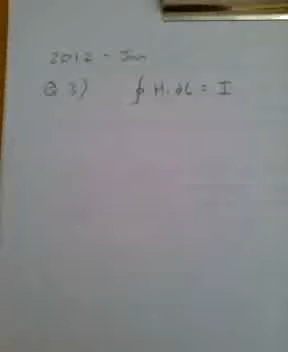 2012 - Jan
Q 3) ∮ H. dL = I